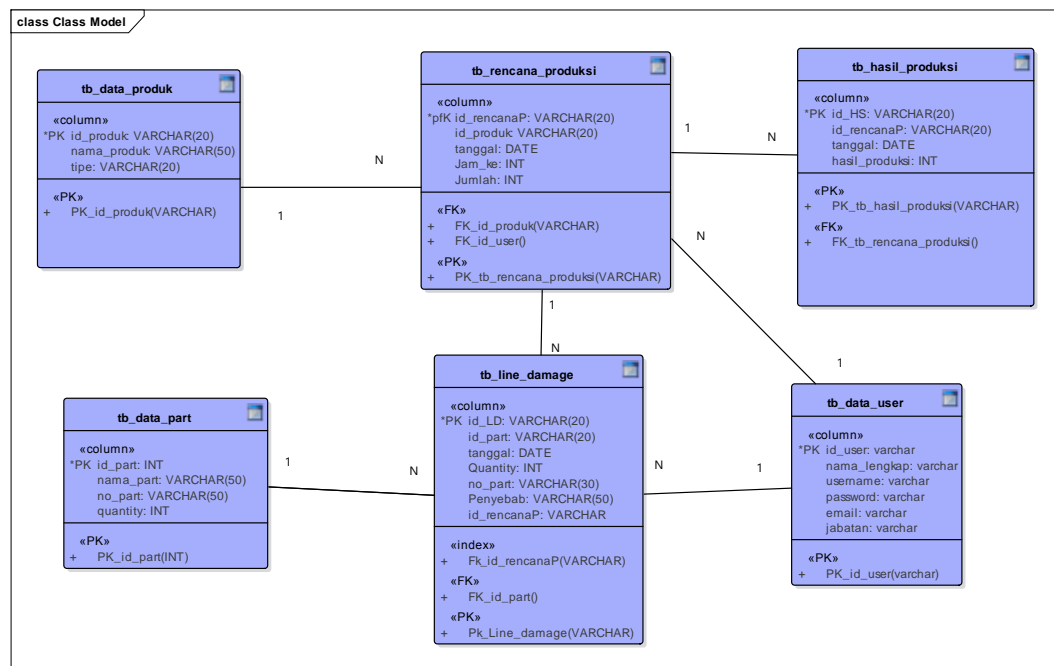 class Class Model
tb_data_produk
«column»
*PK id_produk: VARCHAR(20)
nama_produk: VARCHAR(50)
tipe: VARCHAR(20)
«PK»
+ PK_id_produk(VARCHAR)
N
1
tb_rencana_produksi
«column»
*pfK id_rencanaP: VARCHAR(20)
id_produk: VARCHAR(20)
tanggal: DATE
Jam_ke: INT
Jumlah: INT
«FK»
+ FK_id_produk(VARCHAR)
+ FK_id_user()
«PK»
+ PK_tb_rencana_produksi(VARCHAR)
1
N
tb_hasil_produksi
«column»
*PK id_HS: VARCHAR(20)
id_rencanaP: VARCHAR(20)
tanggal: DATE
hasil_produksi: INT
«PK»
+ PK_tb_hasil_produksi(VARCHAR)
«FK»
+ FK_tb_rencana_produksi()
N
1
1
N
tb_data_part
«column»
*PK id_part: INT
nama_part: VARCHAR(50)
no_part: VARCHAR(50)
quantity: INT
«PK»
+ PK_id_part(INT)
1
N
tb_line_damage
«column»
*PK id_LD: VARCHAR(20)
id_part: VARCHAR(20)
tanggal: DATE
Quantity: INT
no_part: VARCHAR(30)
Penyebab: VARCHAR(50)
id_rencanaP: VARCHAR
«index»
+ Fk_id_rencanaP(VARCHAR)
«FK»
+ FK_id_part()
«PK»
+ Pk_Line_damage(VARCHAR)
N
1
tb_data_user
«column»
*PK id_user: varchar
nama_lengkap: varchar
username: varchar
password: varchar
email: varchar
jabatan: varchar
«PK»
+ PK_id_user(varchar)